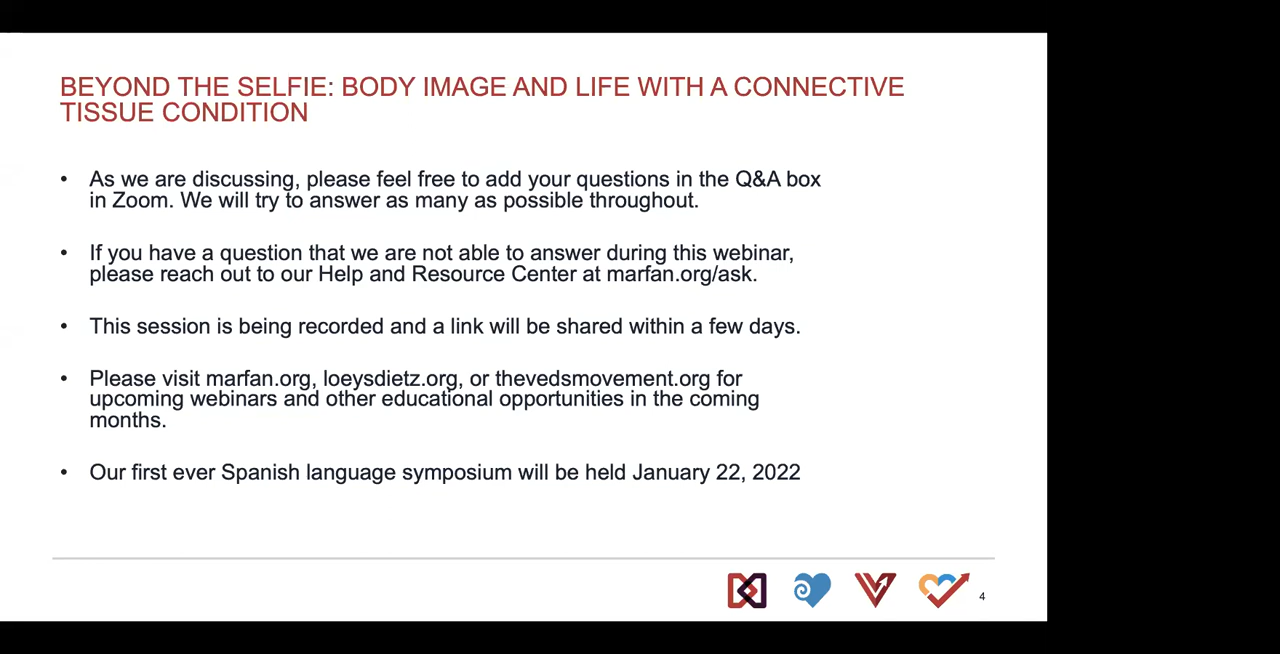 BEYOND THE SELFIE: BODY IMAGE AND LIFE WITH A CONNECTIVE
TISSUE CONDITION
• As we are discussing, please feel free to add your questions in the Q&A box
in Zoom. We will try to answer as many as possible throughout.
• If you have a question that we are not able to answer during this webinar,
please reach out to our Help and Resource Center at marfan.org/ask.
• This session is being recorded and a link will be shared within a few days.
• Please visit marfan.org, loeysdietz.org, or thevedsmovement.org for
upcoming webinars and other educational opportunities in the coming
months.
• Our first ever Spanish language symposium will be held January 22, 2022
4